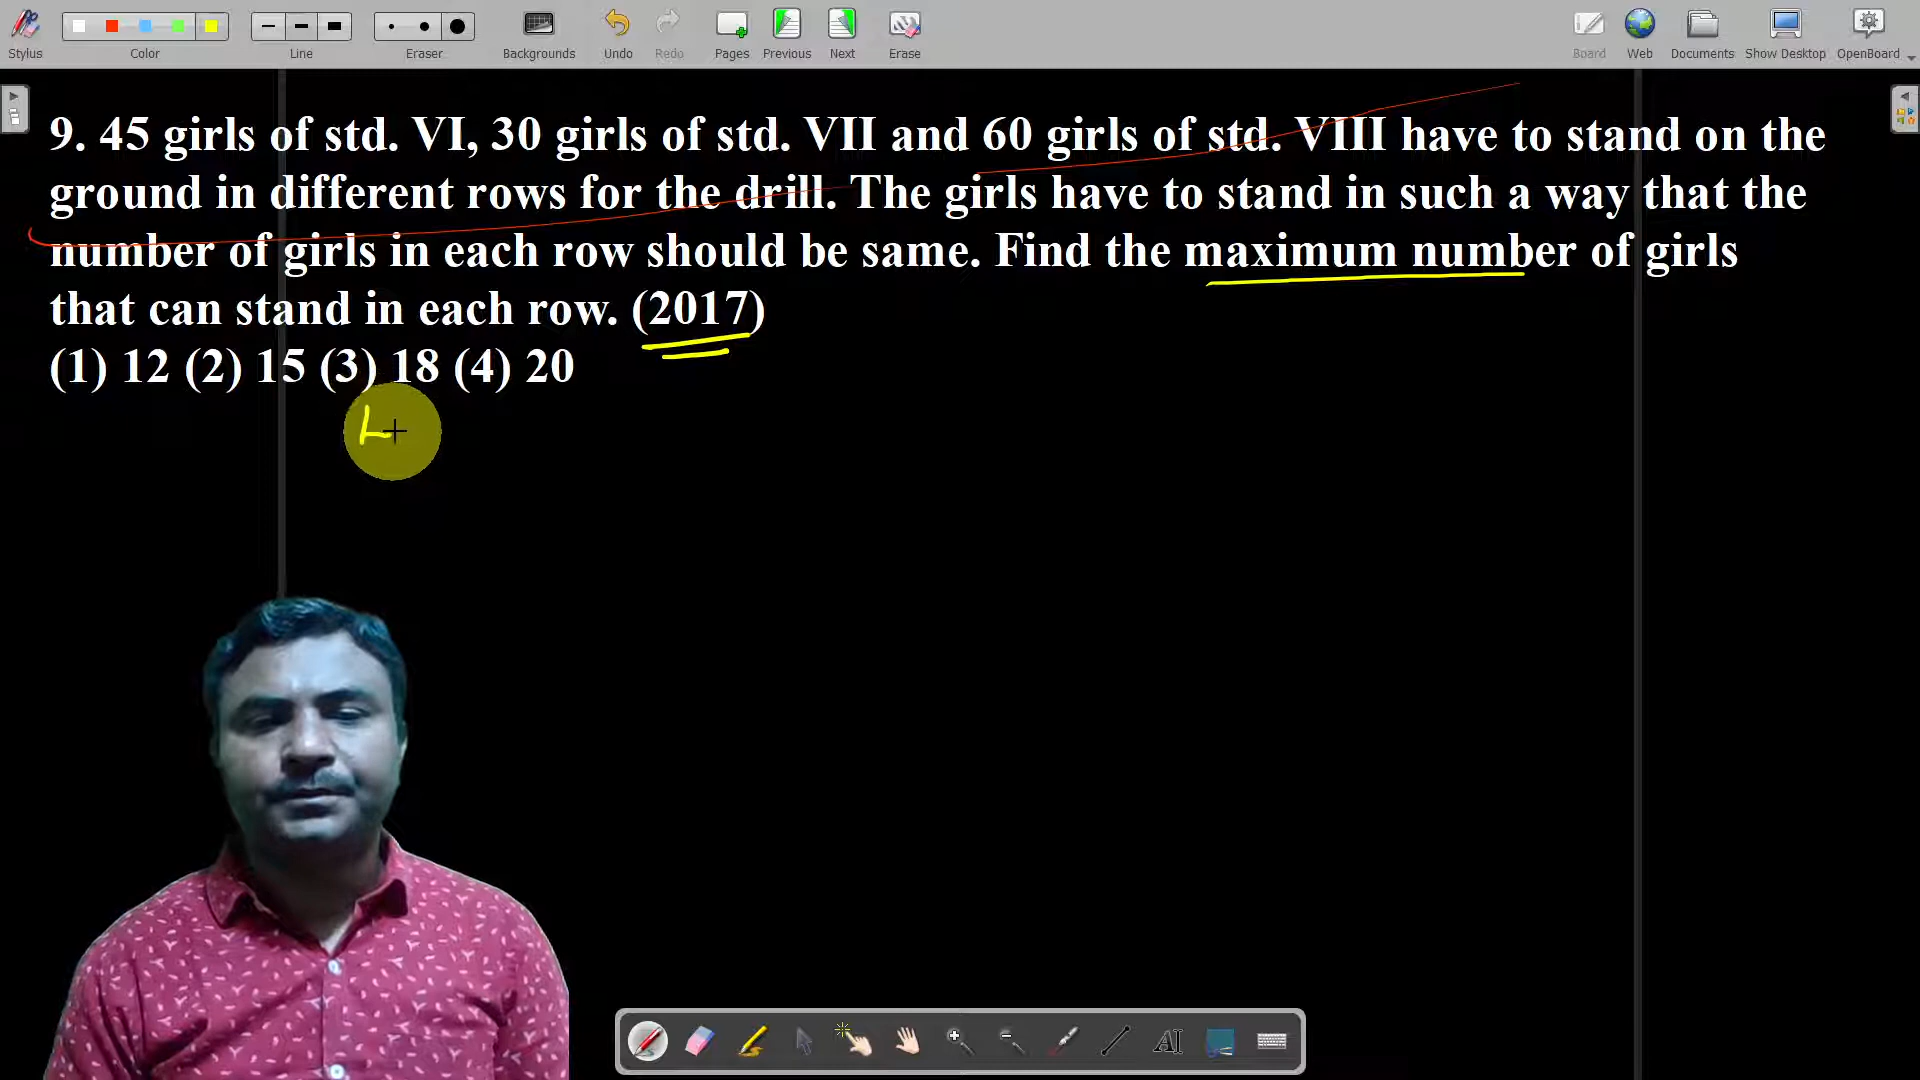 Stylus Color Line Eraser Backgrounds Undo Redo Pages Previous Next Erase Board Web Documents Show Desktop OpenBoard
9. 45 girls of std. VI, 30 girls of std. VII and 60 girls of std. VIII have to stand on the
ground in different rows for the drill. The girls have to stand in such a way that the
number of girls in each row should be same. Find the maximum number of girls
that can stand in each row. (2017)
(1) 12 (2) 15 (3) 18 (4) 20